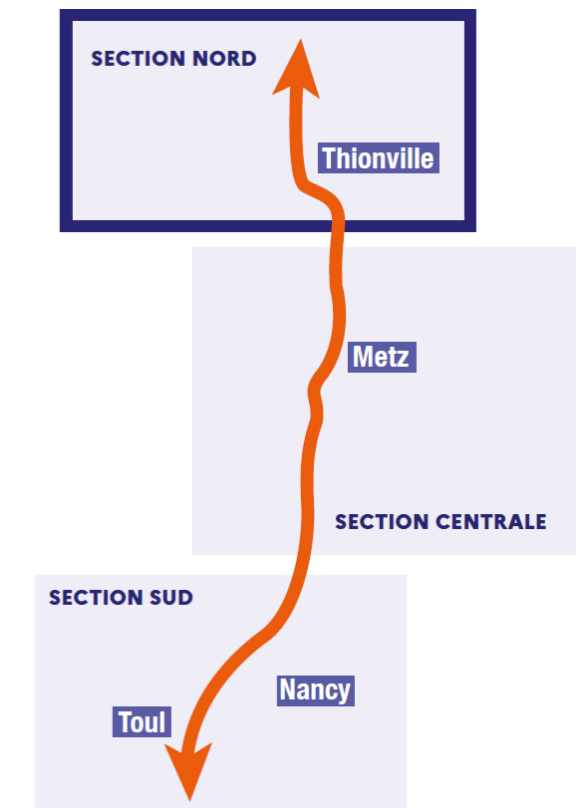 SECTION NORD
Thionville
Metz
SECTION CENTRALE
SECTION SUD
Nancy
Toul